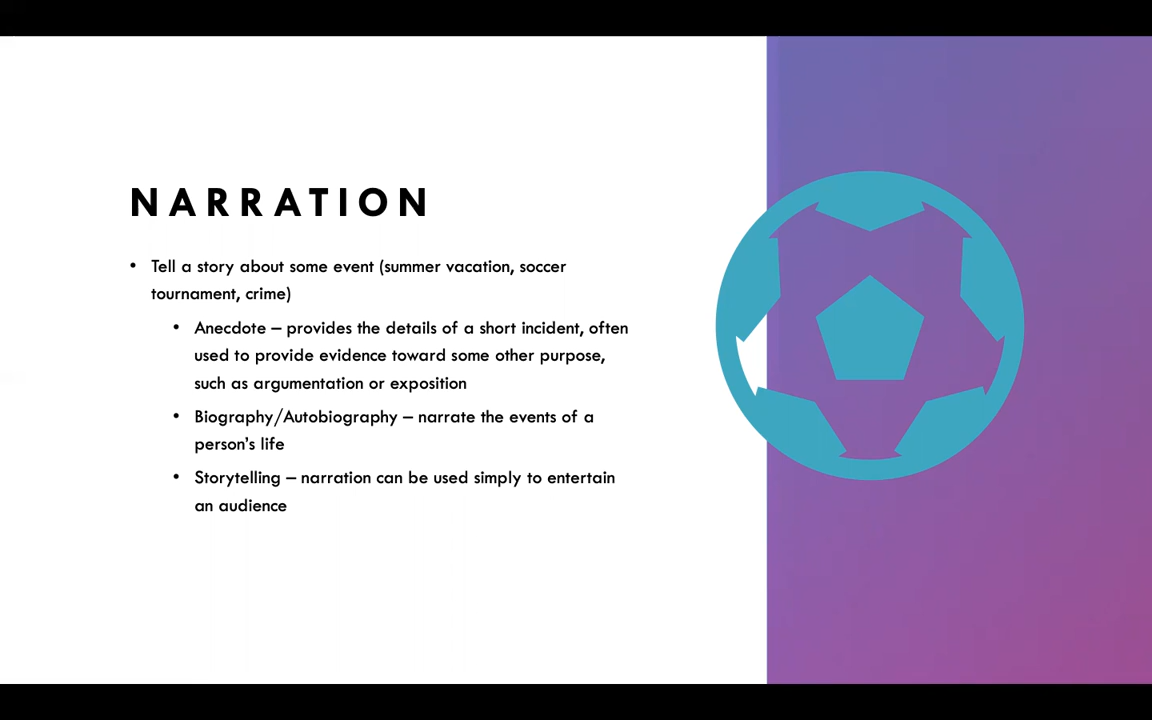 NARRATION
• Tell a story about some event (summer vacation, soccer
tournament, crime)
• Anecdote – provides the details of a short incident, often
used to provide evidence toward some other purpose,
such as argumentation or exposition
• Biography/Autobiography – narrate the events of a
person's life
• Storytelling – narration can be used simply to entertain
an audience